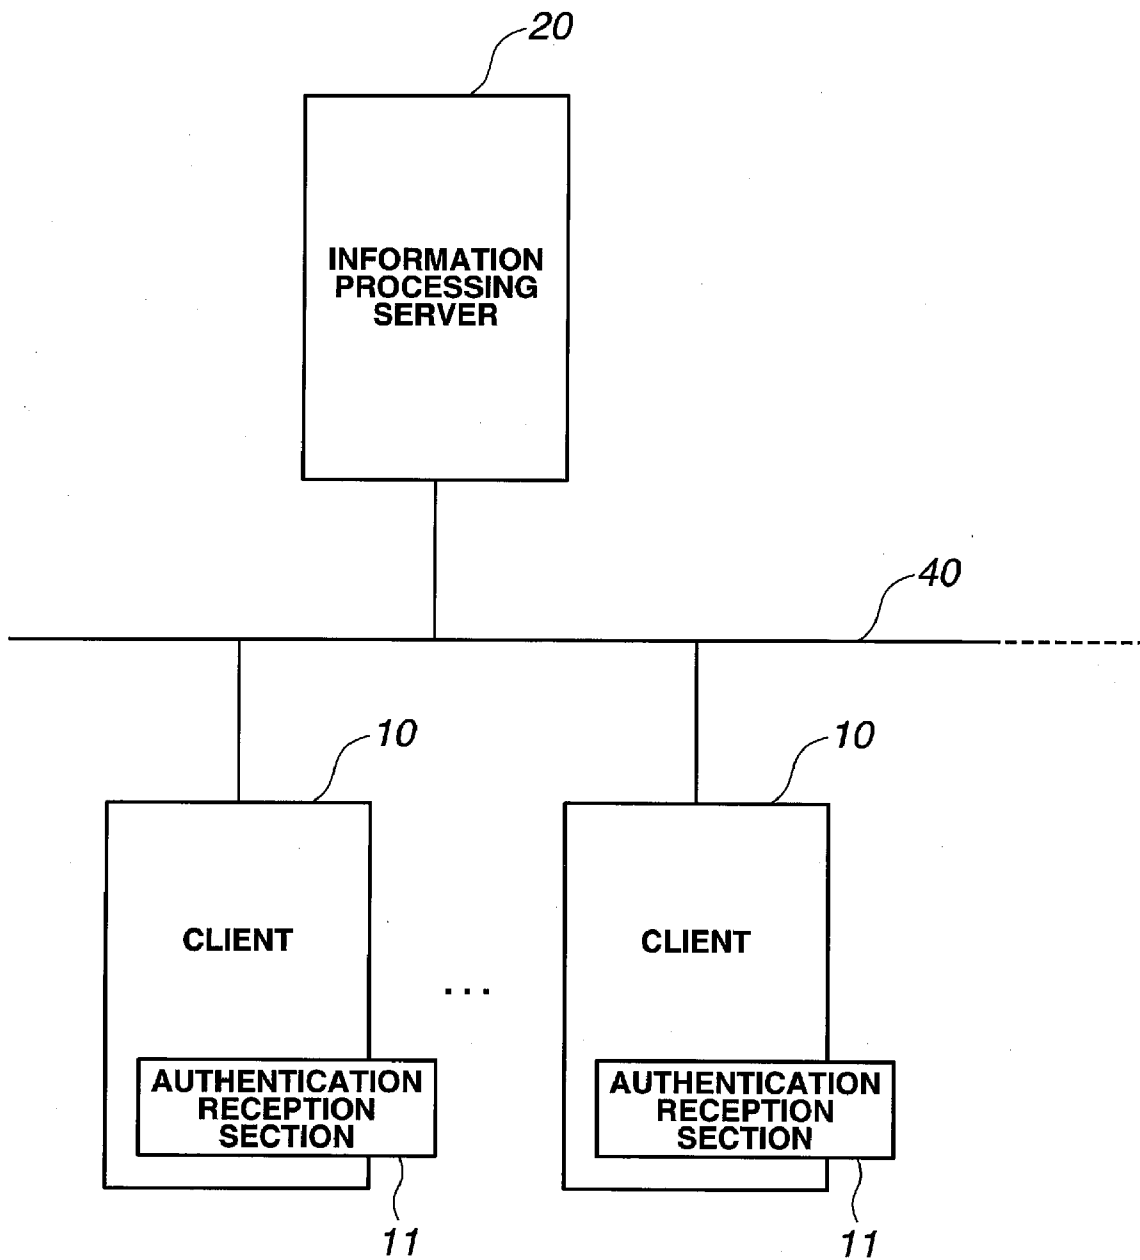 20
INFORMATION
PROCESSING
SERVER
40
10
10
CLIENT
CLIENT
...
AUTHENTICATION
RECEPTION
SECTION
AUTHENTICATION
RECEPTION
SECTION
11
11